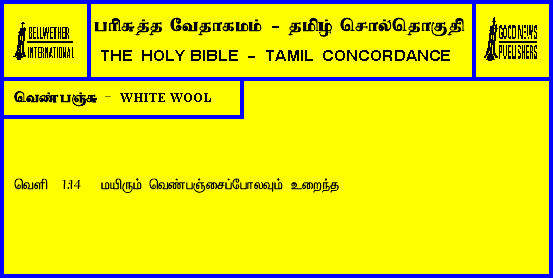 BELLWETHER
INTERNATIONAL
பரிசுத்த வேதாகமம் - தமிழ் சொல்தொகுதி
THE HOLY BIBLE - TAMIL CONCORDANCE
GOOD NEWS
PUBLISHERS
வெண்பஞ்சு - WHITE WOOL
வெளி 1:14 மயிரும் வெண்பஞ்சைப்போலவும் உறைந்த